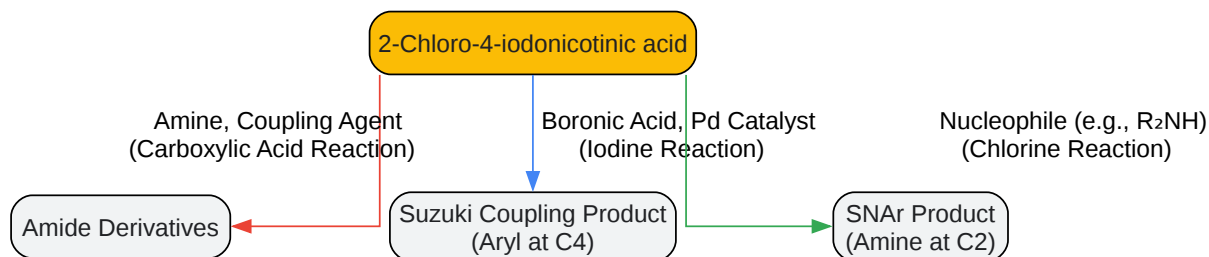 2-Chloro-4-iodonicotinic acid
Amine, Coupling Agent
(Carboxylic Acid Reaction)
Boronic Acid, Pd Catalyst
(Iodine Reaction)
Nucleophile (e.g., R₂NH)
(Chlorine Reaction)
Amide Derivatives
Suzuki Coupling Product
(Aryl at C4)
SNAr Product
(Amine at C2)